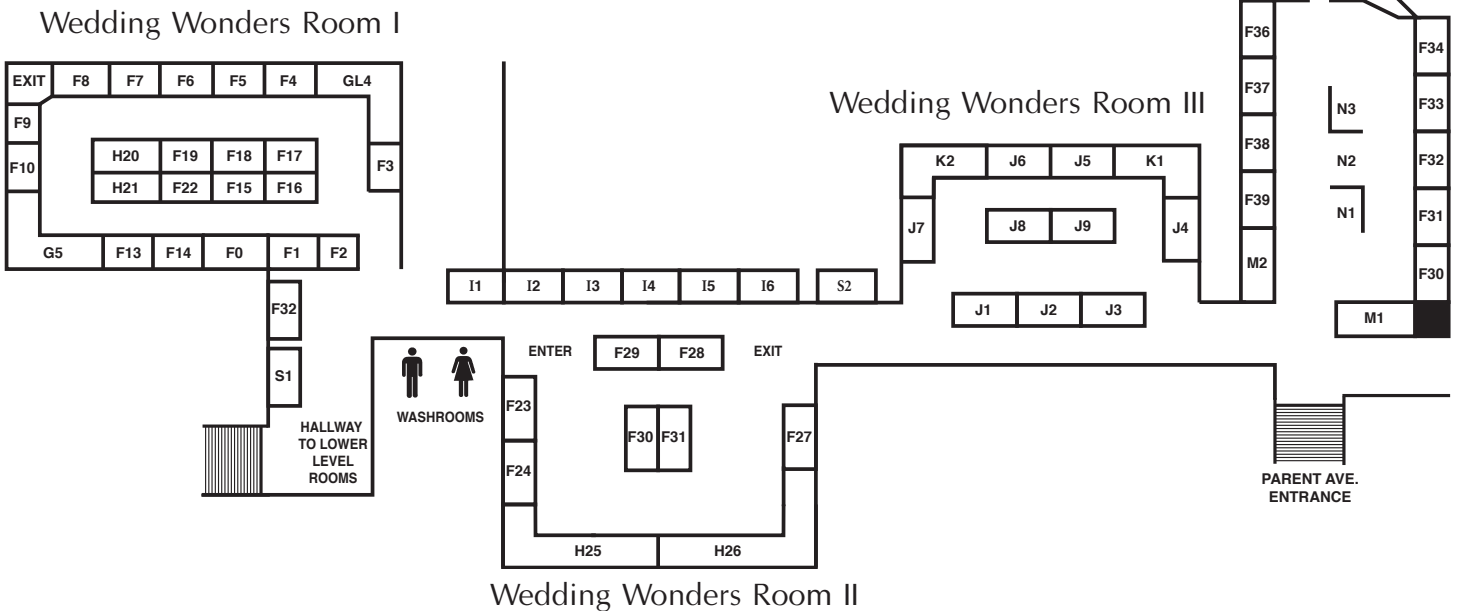 Wedding Wonders Room I
EXIT F8 F7 F6 F5 F4 GL4
F9
F10
H20 F19 F18 F17
H21 F22 F15 F16
F3
G5 F13 F14 F0 F1 F2
F32
S1
HALLWAY
TO LOWER
LEVEL
ROOMS
WASHROOMS
I1 I2 I3 I4 I5 I6 S2
ENTER F29 F28 EXIT
F23
F24
F30 F31
F27
H25 H26
Wedding Wonders Room II
Wedding Wonders Room III
K2 J6 J5 K1
J7
J8 J9
J4
J1 J2 J3
F36
F37
F38
F39
M2
N3
N2
N1
F34
F33
F32
F31
F30
M1
PARENT AVE.
ENTRANCE